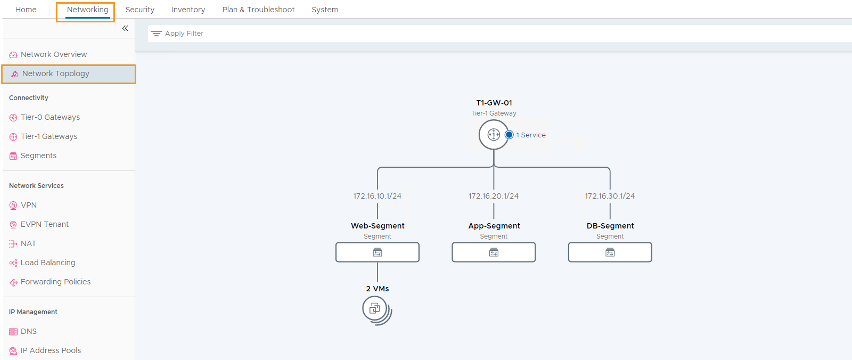 Home Networking Security Inventory Plan & Troubleshoot System
«
Apply Filter
Network Overview
Network Topology
Connectivity
Tier-0 Gateways
Tier-1 Gateways
Segments
Network Services
VPN
EVPN Tenant
NAT
Load Balancing
Forwarding Policies
IP Management
DNS
IP Address Pools
T1-GW-01
Tier-1 Gateway
1 Service
172.16.10.1/24 172.16.20.1/24 172.16.30.1/24
Web-Segment App-Segment DB-Segment
Segment Segment Segment
2 VMs